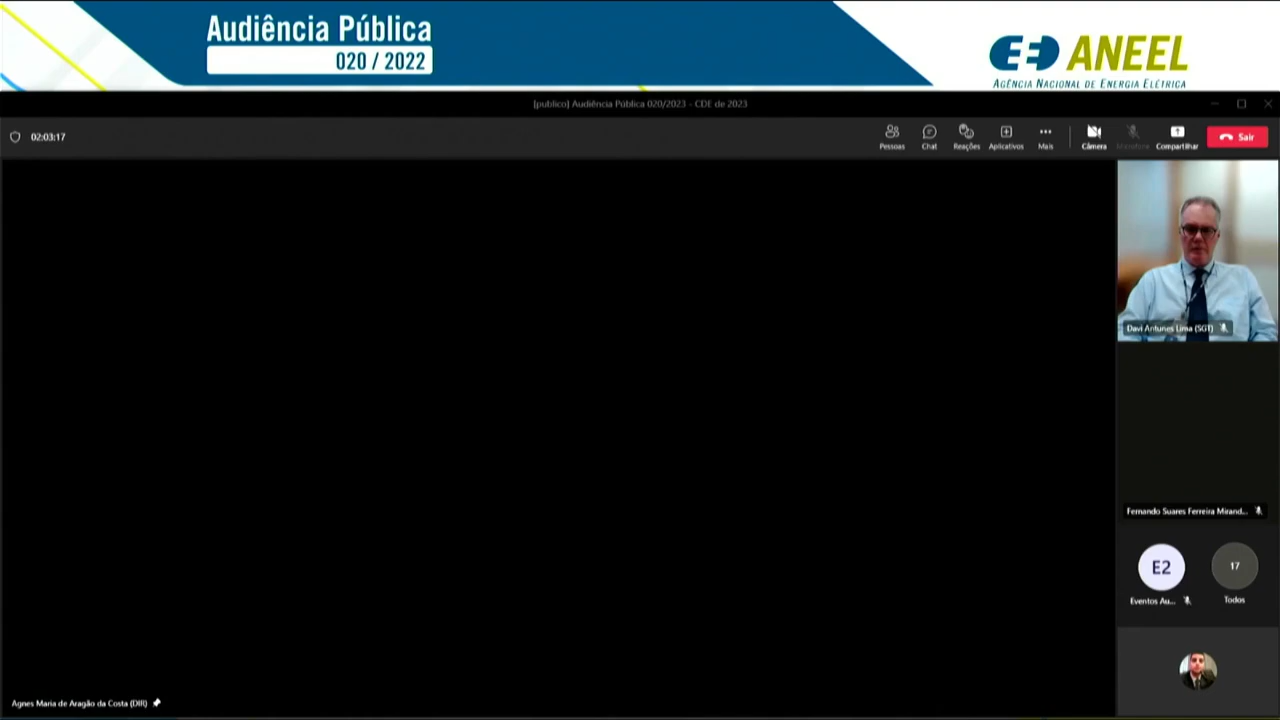 Audiência Pública
020 / 2022
ANEEL
AGÊNCIA NACIONAL DE ENERGIA ELÉTRICA
[publico] Audiência Pública 020/2023 - CDE de 2023
02:03:17
Pessoas
Chat
Reações
Aplicativos
Mais
Câmera
Microfone
Compartilhar
Sair
Davi Antunes Lima (SGT)
Fernando Suares Ferreira Mirand...
E2
17
Eventos Au...
Todos
Agnes Maria de Aragão da Costa (DIR)